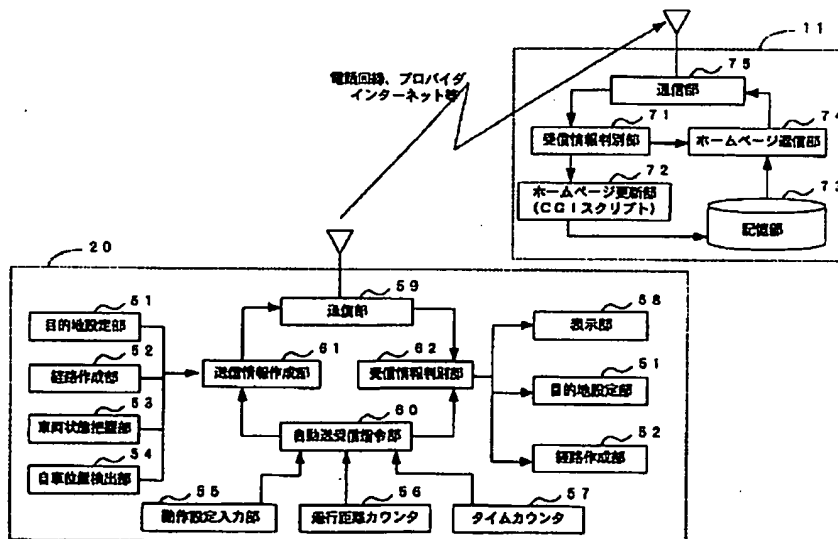 11
75
電話回線、プロバイダ
インターネット等
通信部
71
74
受信情報判別部
ホームページ返信部
72
73
ホームページ更新部
(CGIスクリプト)
記憶部
20
59
51
58
目的地設定部
通信部
表示部
52
61
62
51
経路作成部
送信情報作成部
受信情報判別部
目的地設定部
53
60
車両状態把握部
自動送受信指令部
52
54
経路作成部
自車位置検出部
55
56
57
動作設定入力部
走行距離カウンタ
タイムカウンタ